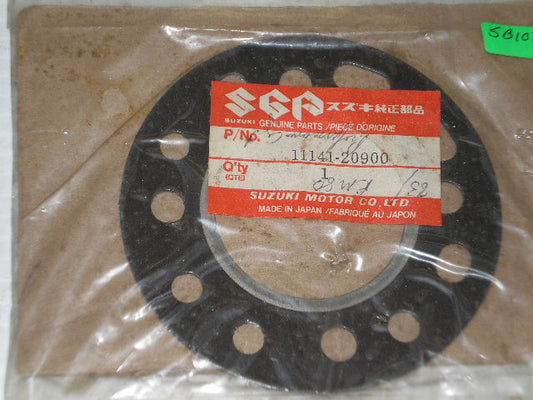 SGP スズキ純正部品
SUZUKI GENUINE PARTS/PIECE D'ORIGINE
P/No.
11141-20900
Q'ty 1
(QTE)
SUZUKI MOTOR CO.,LTD.
MADE IN JAPAN/FABRIQUÉ AU JAPON